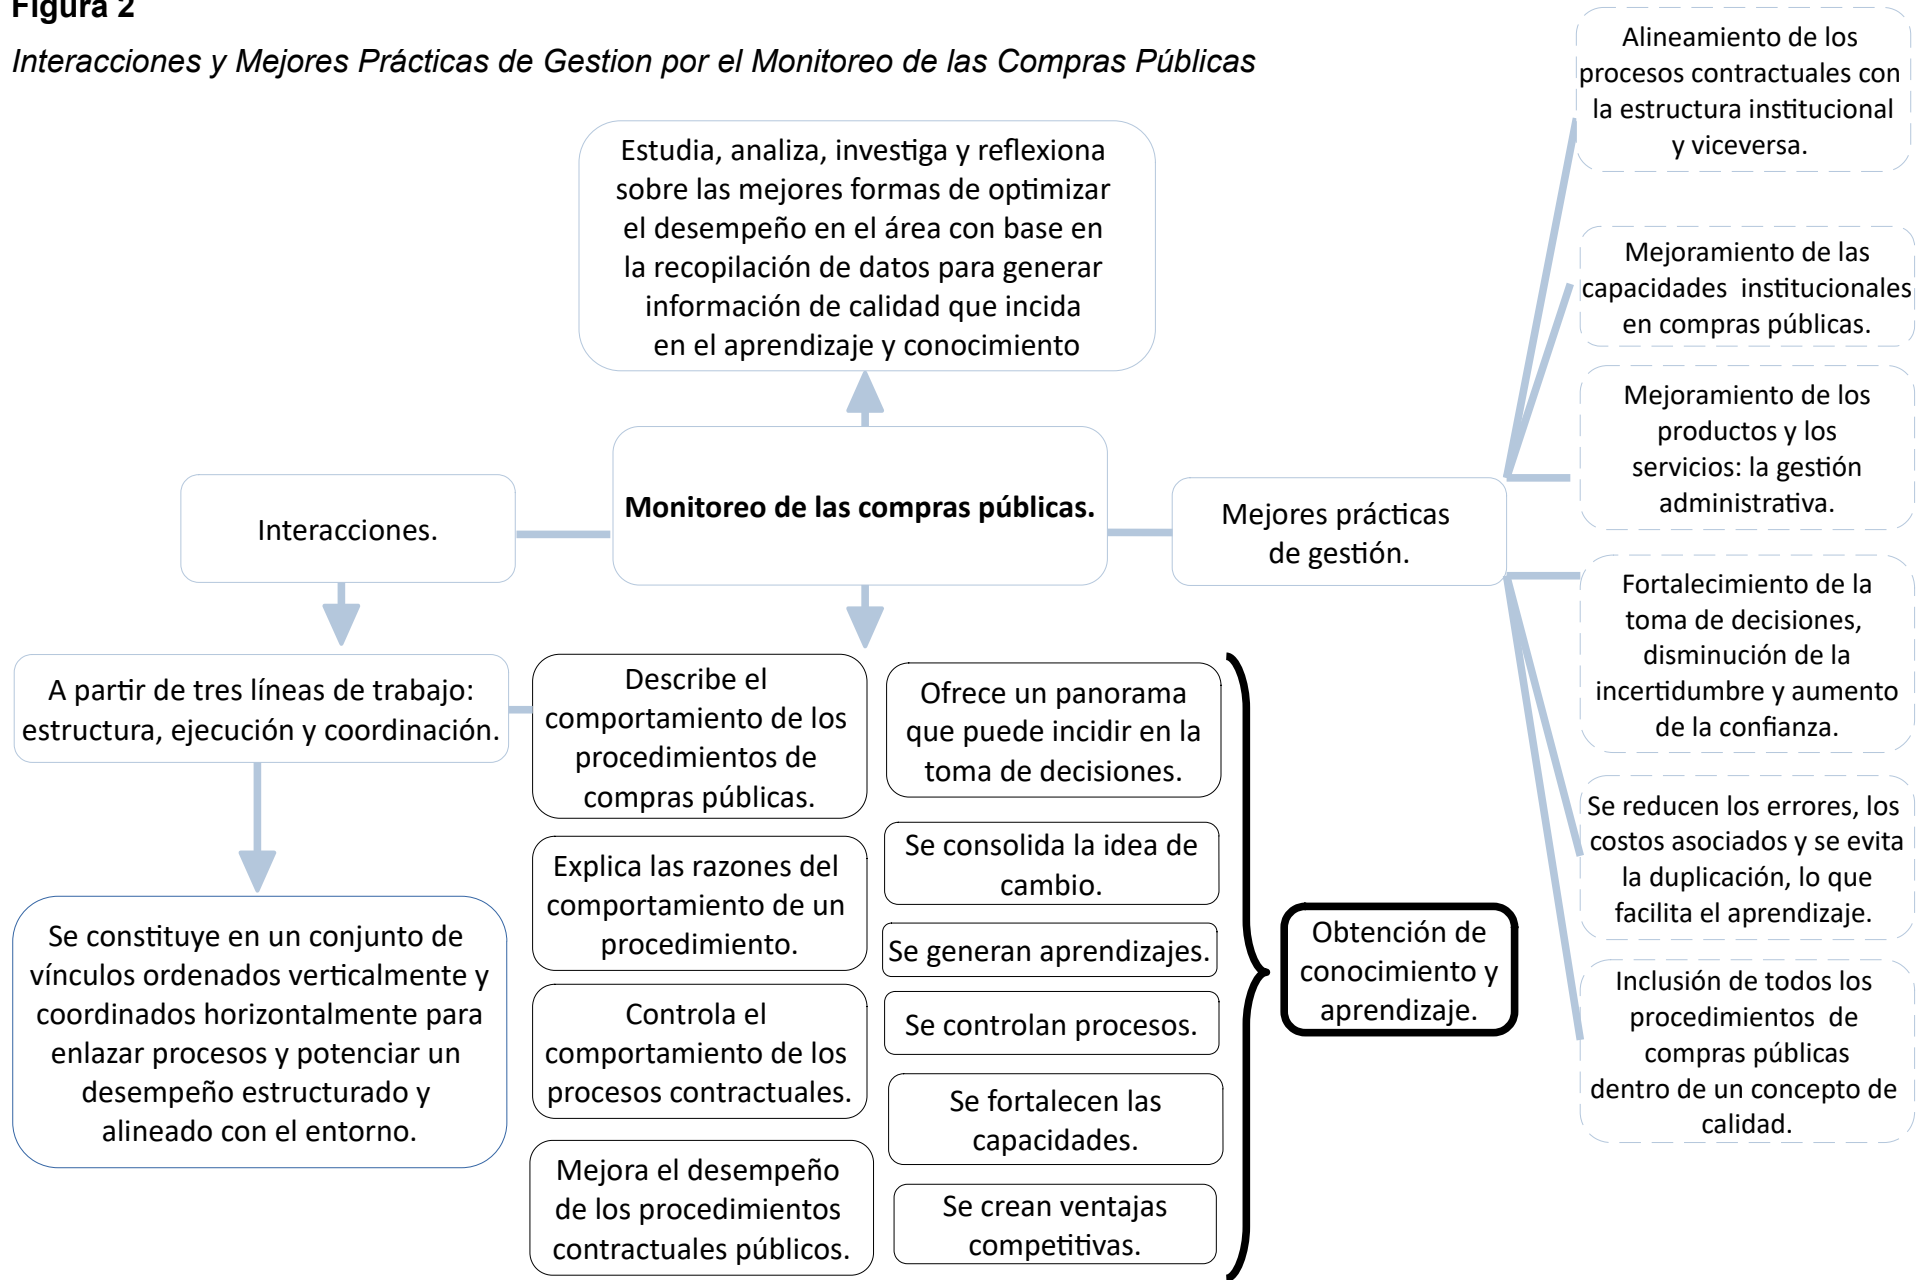 Figura 2
Interacciones y Mejores Prácticas de Gestion por el Monitoreo de las Compras Públicas
Estudia, analiza, investiga y reflexiona
sobre las mejores formas de optimizar
el desempeño en el área con base en
la recopilación de datos para generar
información de calidad que incida
en el aprendizaje y conocimiento
Monitoreo de las compras públicas.
Interacciones.
A partir de tres líneas de trabajo:
estructura, ejecución y coordinación.
Se constituye en un conjunto de
vínculos ordenados verticalmente y
coordinados horizontalmente para
enlazar procesos y potenciar un
desempeño estructurado y
alineado con el entorno.
Describe el
comportamiento de los
procedimientos de
compras públicas.
Explica las razones del
comportamiento de un
procedimiento.
Controla el
comportamiento de los
procesos contractuales.
Mejora el desempeño
de los procedimientos
contractuales públicos.
Ofrece un panorama
que puede incidir en la
toma de decisiones.
Se consolida la idea de
cambio.
Se generan aprendizajes.
Se controlan procesos.
Se fortalecen las
capacidades.
Se crean ventajas
competitivas.
Obtención de
conocimiento y
aprendizaje.
Mejores prácticas
de gestión.
Alineamiento de los
procesos contractuales con
la estructura institucional
y viceversa.
Mejoramiento de las
capacidades institucionales
en compras públicas.
Mejoramiento de los
productos y los
servicios: la gestión
administrativa.
Fortalecimiento de la
toma de decisiones,
disminución de la
incertidumbre y aumento
de la confianza.
Se reducen los errores, los
costos asociados y se evita
la duplicación, lo que
facilita el aprendizaje.
Inclusión de todos los
procedimientos de
compras públicas
dentro de un concepto de
calidad.